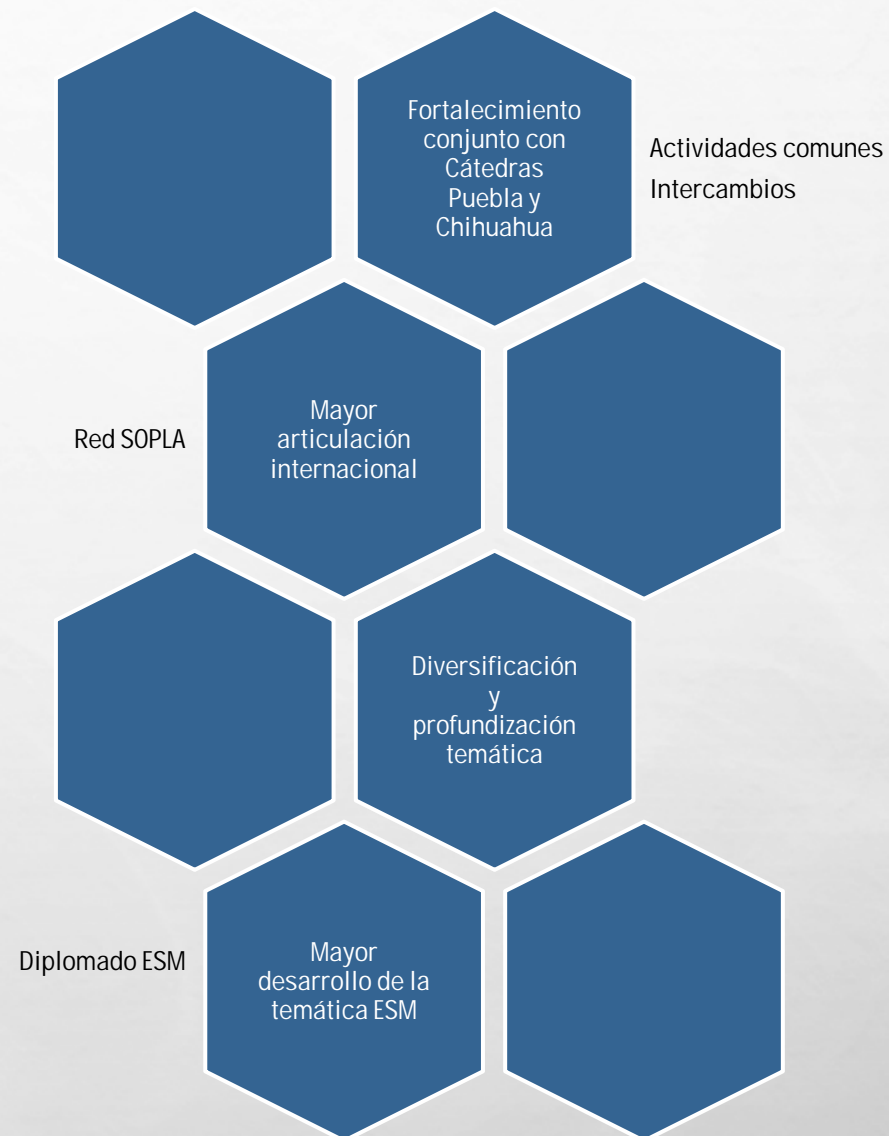 Fortalecimiento
conjunto con
Cátedras
Puebla y
Chihuahua
Actividades comunes
Intercambios
Red SOPLA
Mayor
articulación
internacional
Diversificación
y
profundización
temática
Diplomado ESM
Mayor
desarrollo de la
temática ESM